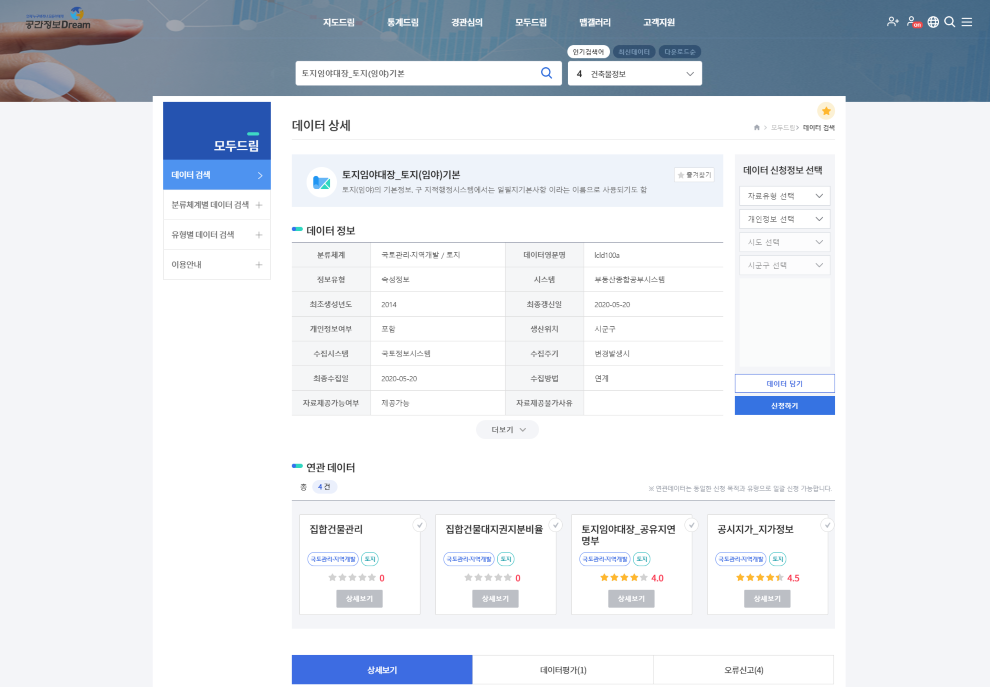 공간정보Dream
지도드림 통계드림 경관심의 모두드림 맵갤러리 고객지원
on
인기검색어 최신데이터 다운로드순
토지임야대장_토지(임야)기본
4 건축물정보
모두드림
데이터 검색
분류체계별 데이터 검색
유형별 데이터 검색
이용안내
데이터 상세
모두드림 > 데이터 검색
토지임야대장_토지(임야)기본
즐겨찾기
토지(임야)의 기본정보, 구 지적행정시스템에서는 일필지기본사항 이라는 이름으로 사용되기도 함
데이터 정보
분류체계 국토관리·지역개발 / 토지 데이터영문명 lcld100a
정보유형 속성정보 시스템 부동산종합공부시스템
최초생성년도 2014 최종갱신일 2020-05-20
개인정보여부 포함 생산위치 시군구
수집시스템 국토정보시스템 수집주기 변경발생시
최종수집일 2020-05-20 수집방법 연계
자료제공가능여부 제공가능 자료제공불가사유
더보기
데이터 신청정보 선택
자료유형 선택
개인정보 선택
시도 선택
시군구 선택
데이터 담기
신청하기
연관 데이터
총 4 건
※ 연관데이터는 동일한 신청 목적과 유형으로 일괄 신청 가능합니다.
집합건물관리
국토관리·지역개발 토지
0
상세보기
집합건물대지권지분비율
국토관리·지역개발 토지
0
상세보기
토지임야대장_공유지연
명부
국토관리·지역개발 토지
4.0
상세보기
공시지가_지가정보
국토관리·지역개발 토지
4.5
상세보기
상세보기 데이터평가(1) 오류신고(4)